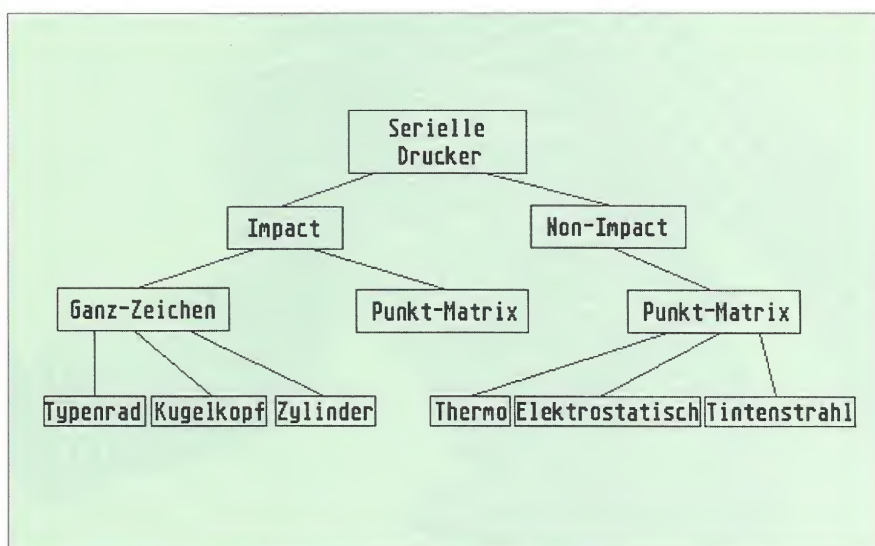 Serielle
Drucker
Impact
Non-Impact
Ganz-Zeichen
Punkt-Matrix
Punkt-Matrix
Typenrad
Kugelkopf
Zylinder
Thermo
Elektrostatisch
Tintenstrahl